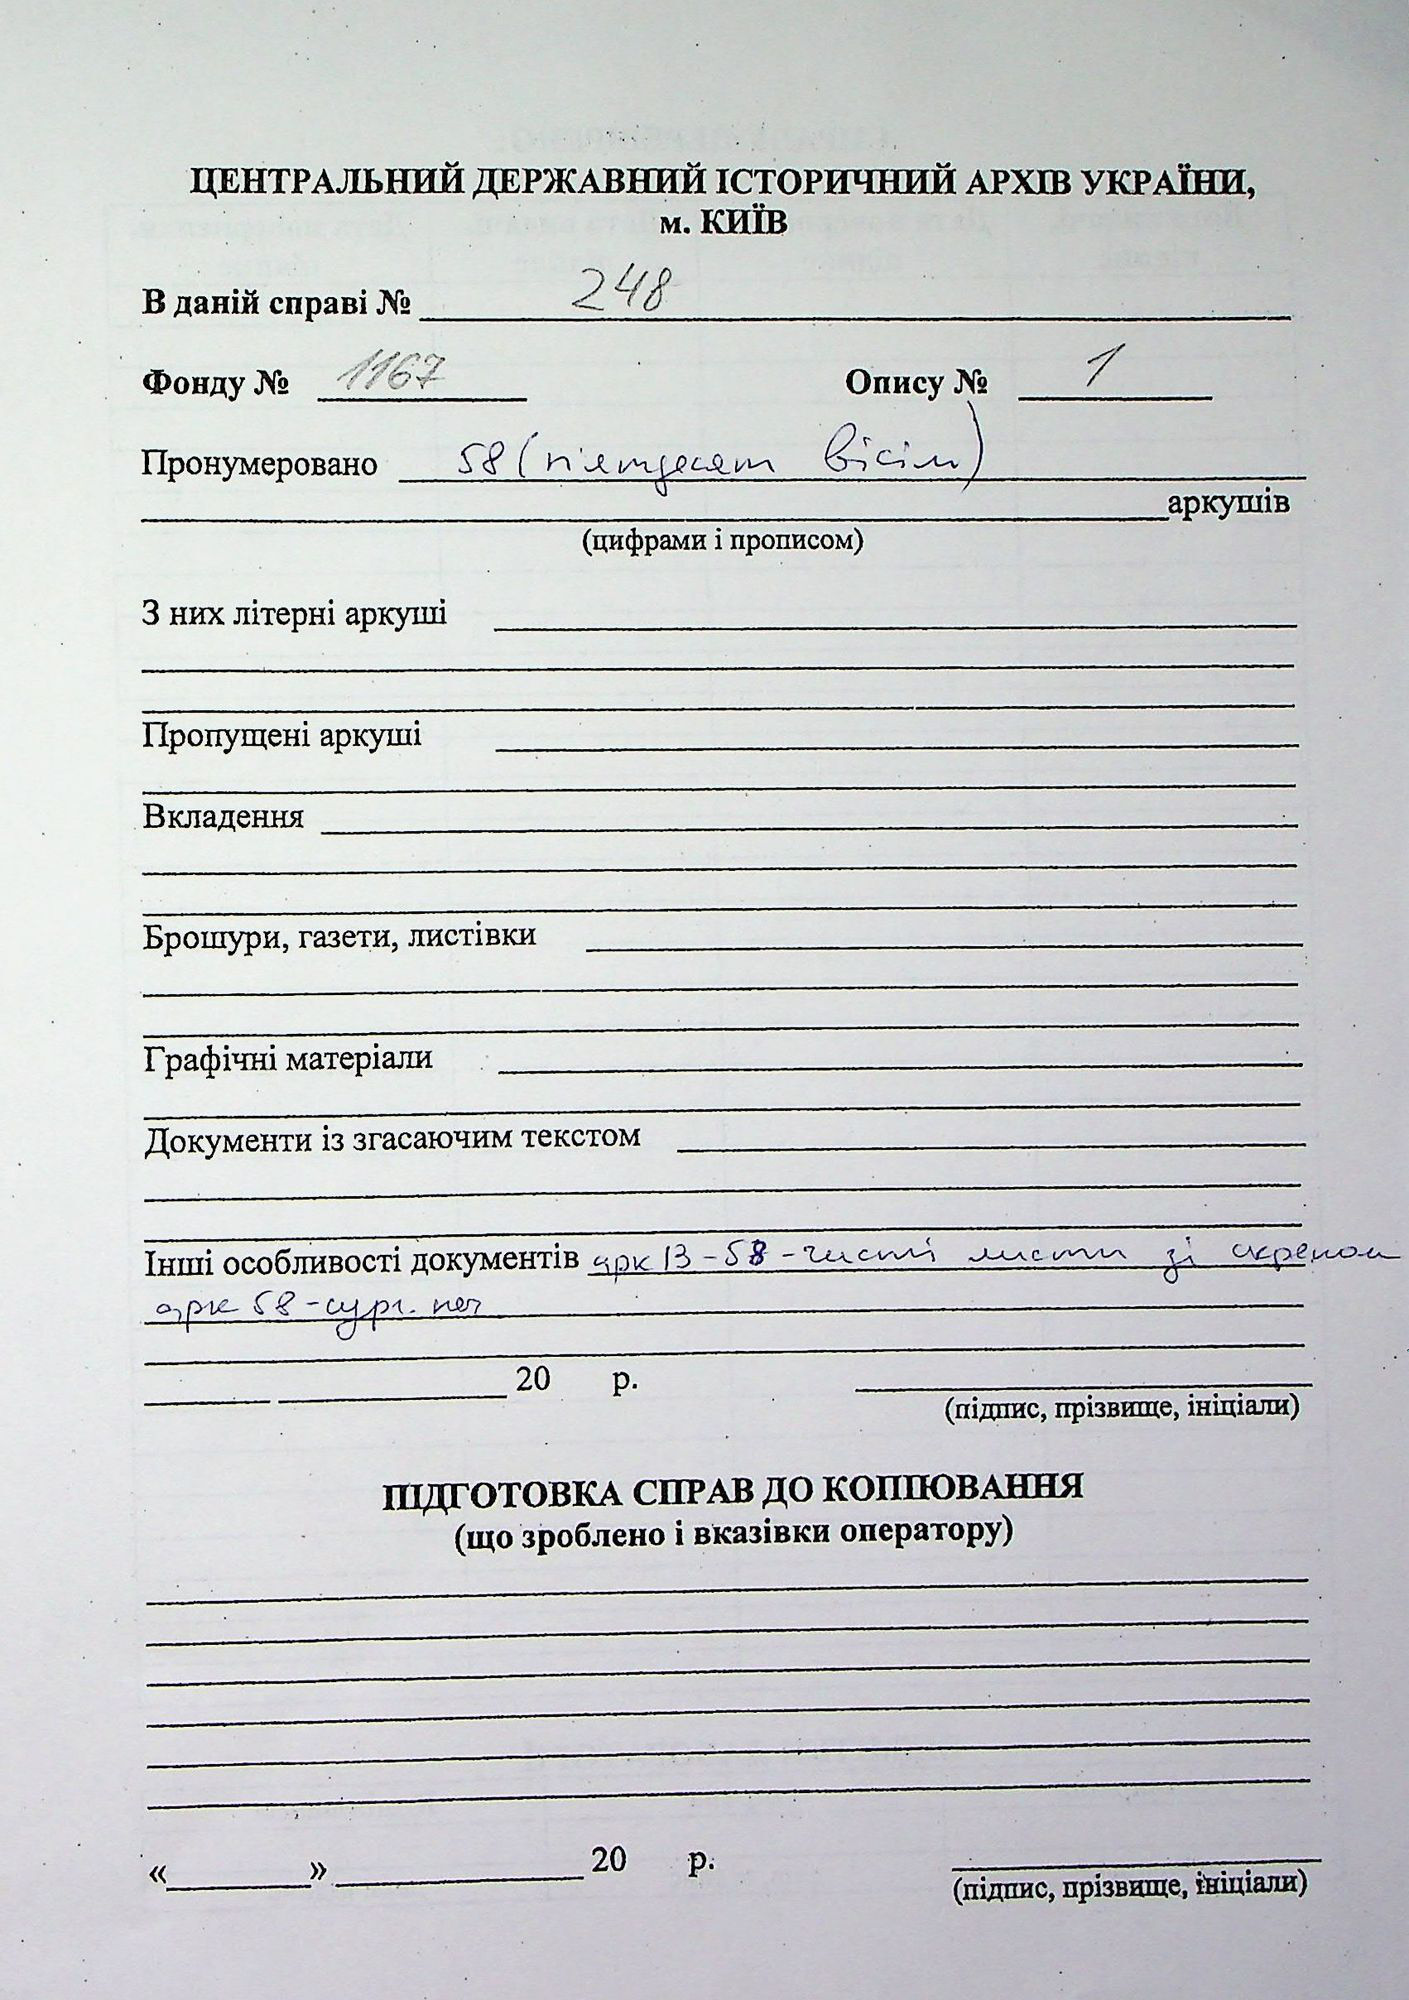 ЦЕНТРАЛЬНИЙ ДЕРЖАВНИЙ ІСТОРИЧНИЙ АРХІВ УКРАЇНИ,
м. КИЇВ
В даній справі № 248
Фонду № 1167 Опису № 1
Пронумеровано 58 (п'ятдесят вісім)
аркушів
(цифрами і прописом)
З них літерні аркуші
Пропущені аркуші
Вкладення
Брошури, газети, листівки
Графічні матеріали
Документи із згасаючим текстом
Інші особливості документів арк 13-58 - чисті листи зі скрепою
арк 58 - сург. печ
20 р.
(підпис, прізвище, ініціали)
ПІДГОТОВКА СПРАВ ДО КОПІЮВАННЯ
(що зроблено і вказівки оператору)
« » 20 р.
(підпис, прізвище, ініціали)